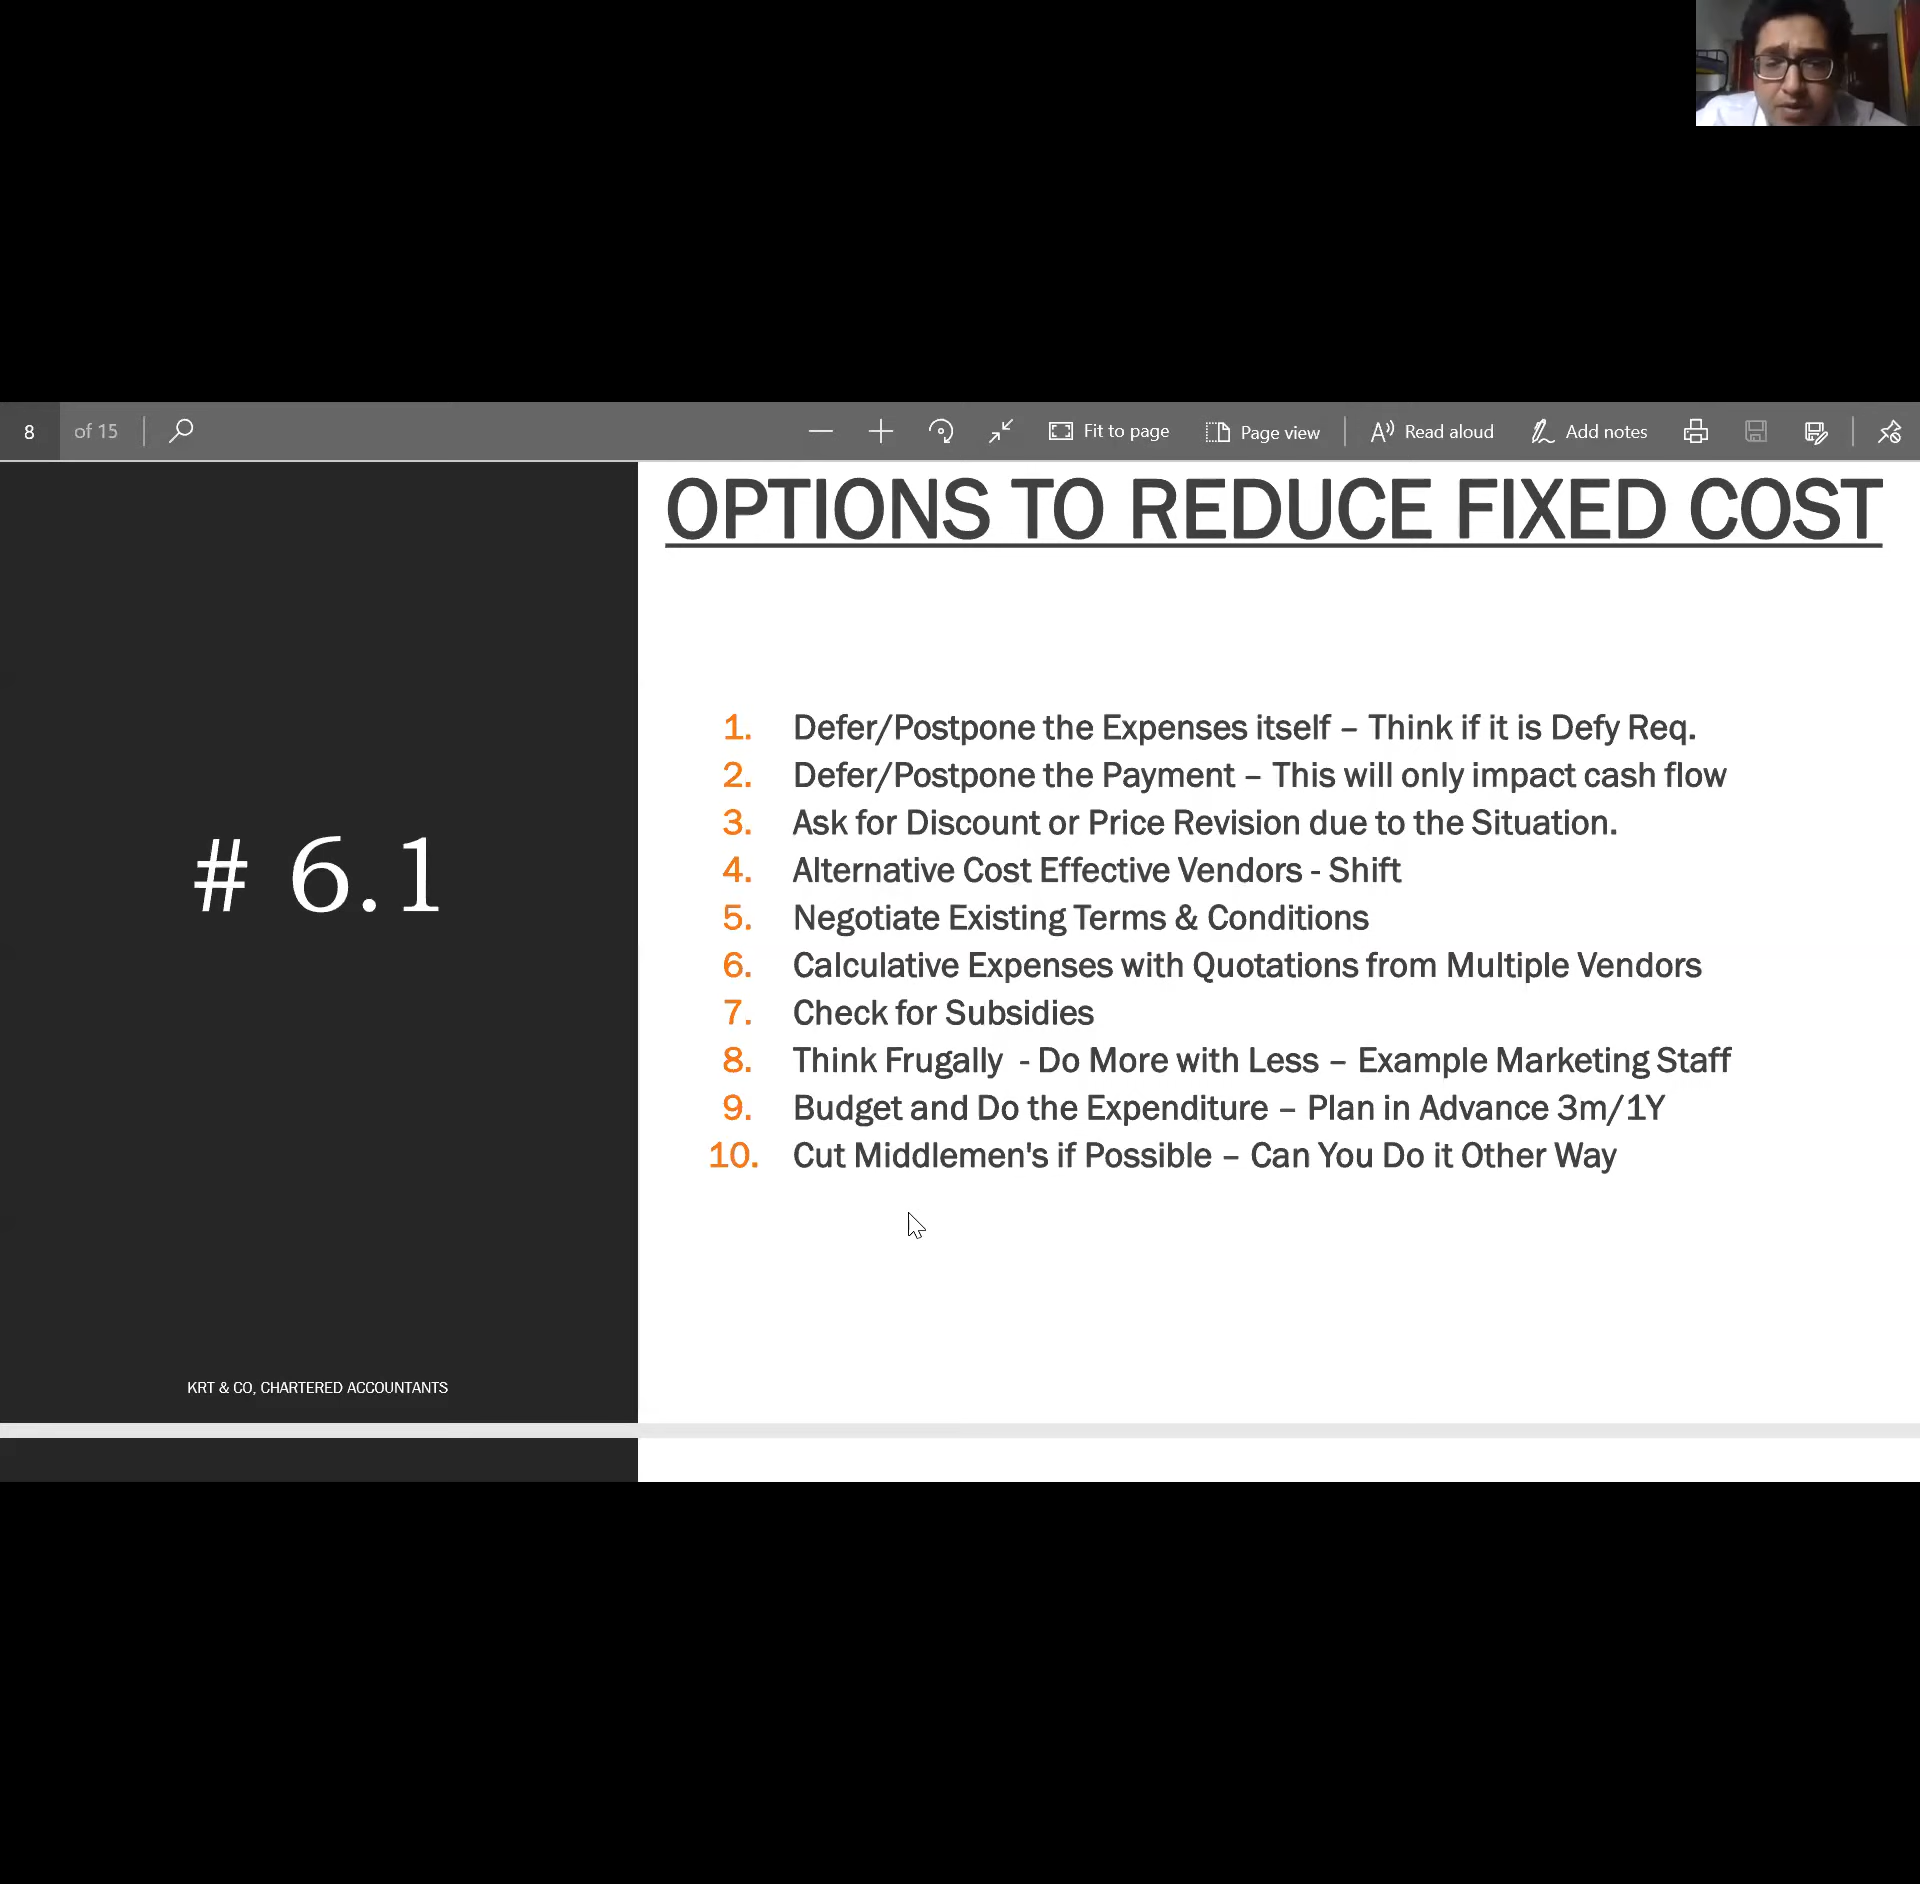 8 of 15 Fit to page Page view Read aloud Add notes
OPTIONS TO REDUCE FIXED COST
# 6.1
1. Defer/Postpone the Expenses itself – Think if it is Defy Req.
2. Defer/Postpone the Payment – This will only impact cash flow
3. Ask for Discount or Price Revision due to the Situation.
4. Alternative Cost Effective Vendors - Shift
5. Negotiate Existing Terms & Conditions
6. Calculative Expenses with Quotations from Multiple Vendors
7. Check for Subsidies
8. Think Frugally - Do More with Less – Example Marketing Staff
9. Budget and Do the Expenditure – Plan in Advance 3m/1Y
10. Cut Middlemen's if Possible – Can You Do it Other Way
KRT & CO, CHARTERED ACCOUNTANTS